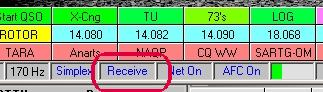 Start QSO X-Cng TU 73's LOG
ROTOR 14.080 14.082 14.090 18.068
TARA Anarts NARR CQ WW SARTG-OM
170 Hz Simplex Receive Net On AFC On